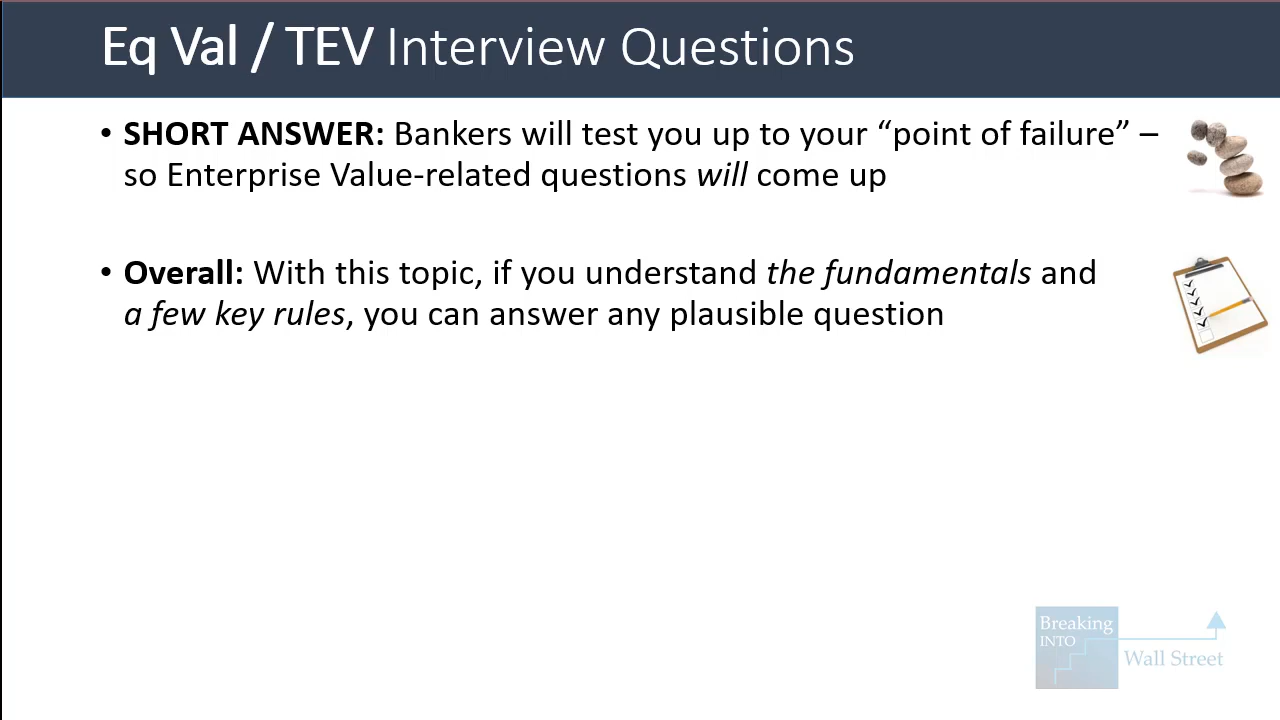 Eq Val / TEV Interview Questions
• SHORT ANSWER: Bankers will test you up to your “point of failure” –
so Enterprise Value-related questions will come up
• Overall: With this topic, if you understand the fundamentals and
a few key rules, you can answer any plausible question
Breaking
INTO
Wall Street